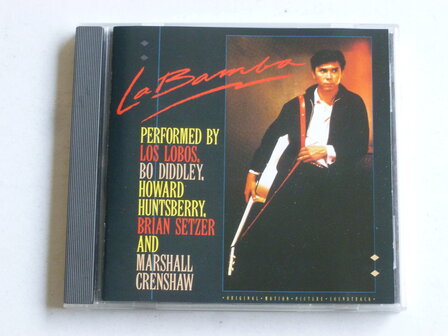 La Bamba
PERFORMED BY
LOS LOBOS,
BO DIDDLEY,
HOWARD
HUNTSBERRY,
BRIAN SETZER
AND
MARSHALL
CRENSHAW
• ORIGINAL • MOTION • PICTURE • SOUNDTRACK •